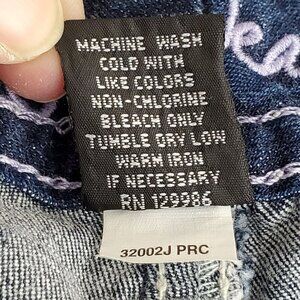 MACHINE WASH
COLD WITH
LIKE COLORS
NON-CHLORINE
BLEACH ONLY
TUMBLE DRY LOW
WARM IRON
IF NECESSARY
RN 129986
32002J PRC